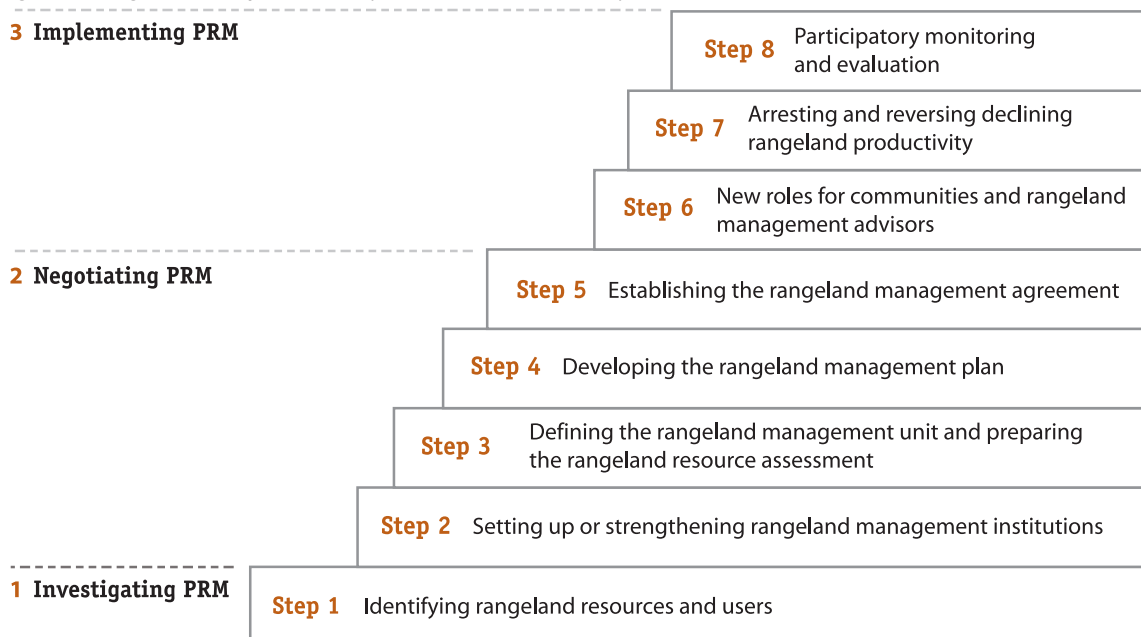 3 Implementing PRM
Step 8 Participatory monitoring
and evaluation
Step 7 Arresting and reversing declining
rangeland productivity
Step 6 New roles for communities and rangeland
management advisors
2 Negotiating PRM
Step 5 Establishing the rangeland management agreement
Step 4 Developing the rangeland management plan
Step 3 Defining the rangeland management unit and preparing
the rangeland resource assessment
Step 2 Setting up or strengthening rangeland management institutions
1 Investigating PRM
Step 1 Identifying rangeland resources and users